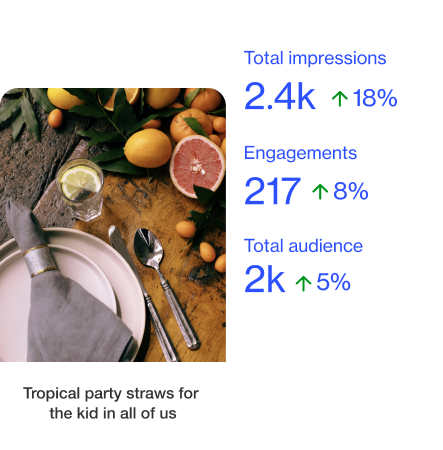 Total impressions
2.4k ↑ 18%
Engagements
217 ↑ 8%
Total audience
2k ↑ 5%
Tropical party straws for
the kid in all of us